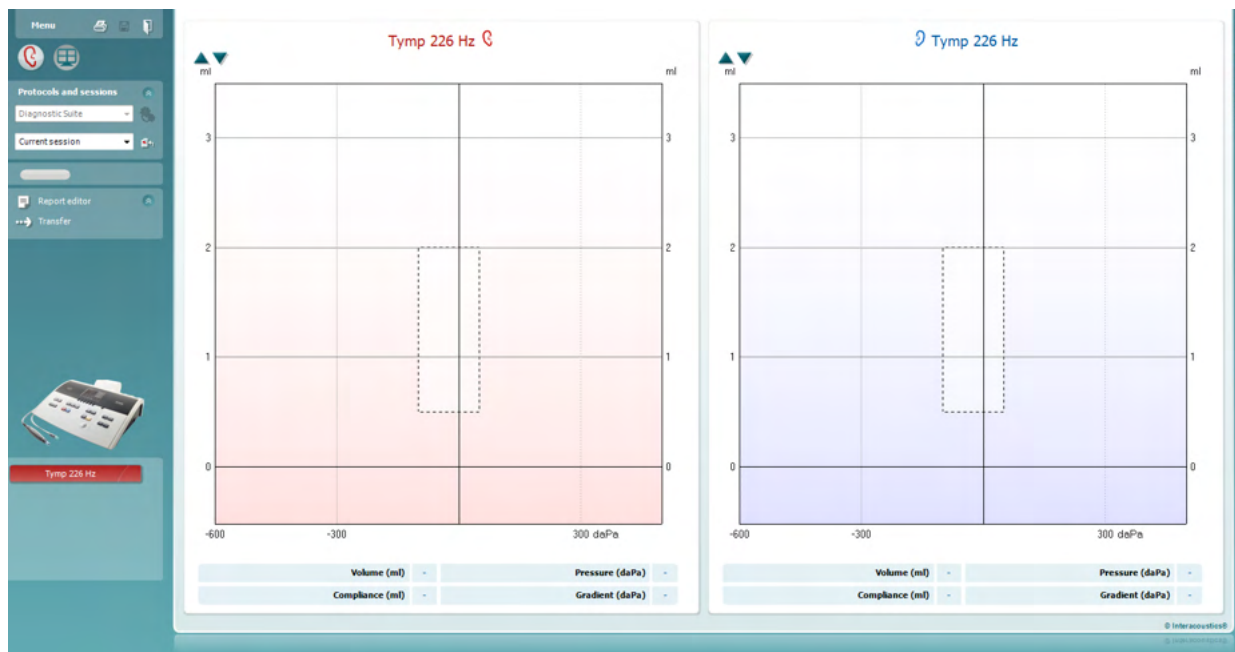 Menu
Protocols and sessions
Diagnostic Suite
Current session
Report editor
Transfer
Tymp 226 Hz
Tymp 226 Hz
ml ml
3 3
2 2
1 1
0 0
-600 -300 300 daPa
Volume (ml) - Pressure (daPa) -
Compliance (ml) - Gradient (daPa) -
Tymp 226 Hz
ml ml
3 3
2 2
1 1
0 0
-600 -300 300 daPa
Volume (ml) - Pressure (daPa) -
Compliance (ml) - Gradient (daPa) -
© Interacoustics®